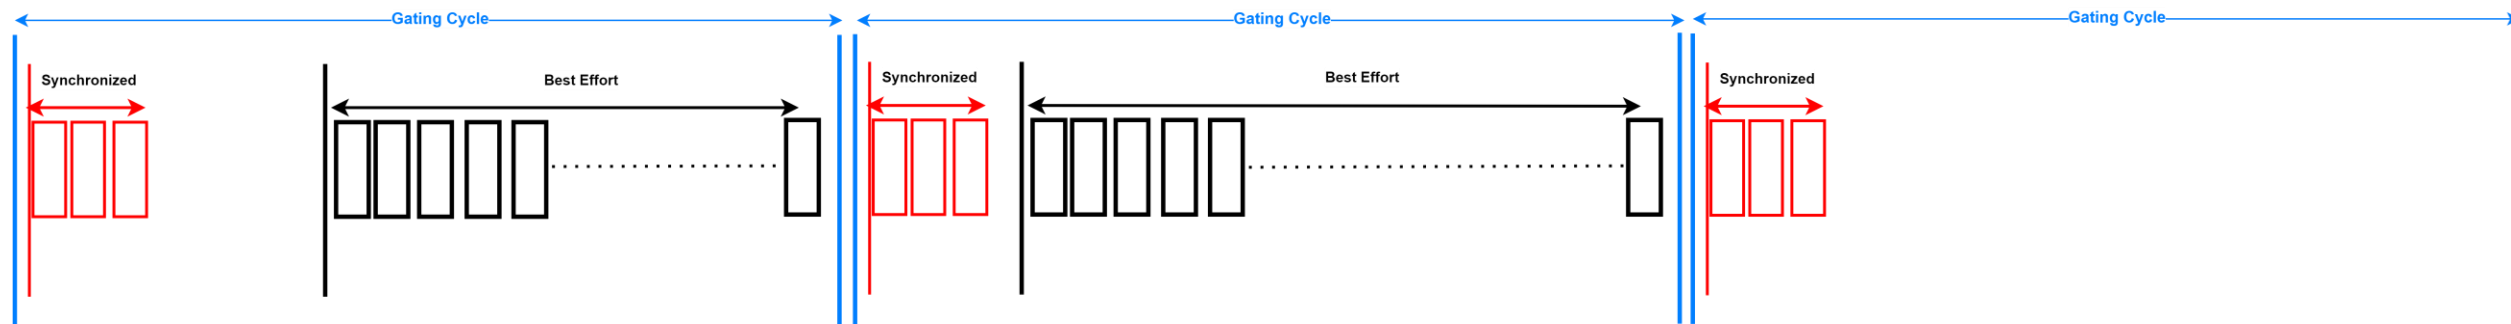 Gating Cycle
Gating Cycle
Gating Cycle
Synchronized
Best Effort
Synchronized
Best Effort
Synchronized